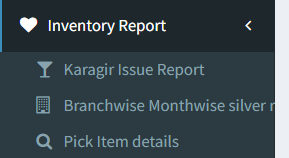 Inventory Report
Karagir Issue Report
Branchwise Monthwise silver
Pick Item details